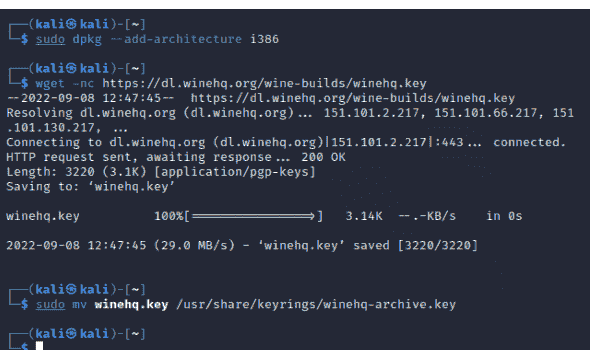 ┌──(kali㉿kali)-[~]
└─$ sudo dpkg --add-architecture i386
┌──(kali㉿kali)-[~]
└─$ wget -nc https://dl.winehq.org/wine-builds/winehq.key
--2022-09-08 12:47:45--  https://dl.winehq.org/wine-builds/winehq.key
Resolving dl.winehq.org (dl.winehq.org)... 151.101.2.217, 151.101.66.217, 151
.101.130.217, ...
Connecting to dl.winehq.org (dl.winehq.org)|151.101.2.217|:443... connected.
HTTP request sent, awaiting response... 200 OK
Length: 3220 (3.1K) [application/pgp-keys]
Saving to: ‘winehq.key’
winehq.key          100%[===================>]   3.14K  --.-KB/s    in 0s
2022-09-08 12:47:45 (29.0 MB/s) - ‘winehq.key’ saved [3220/3220]
┌──(kali㉿kali)-[~]
└─$ sudo mv winehq.key /usr/share/keyrings/winehq-archive.key
┌──(kali㉿kali)-[~]
└─$